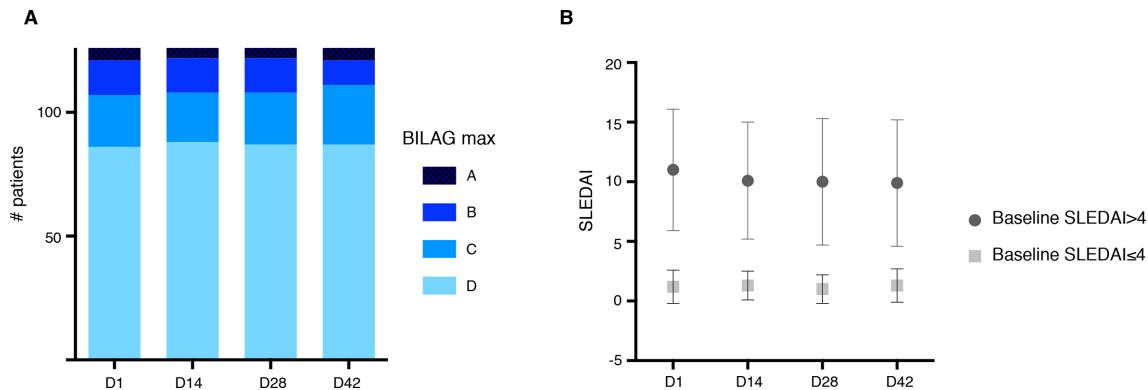 A
100
50
# patients
D1 D14 D28 D42
BILAG max
A
B
C
D
B
20
15
10
5
0
-5
SLEDAI
D1 D14 D28 D42
Baseline SLEDAI>4
Baseline SLEDAI≤4